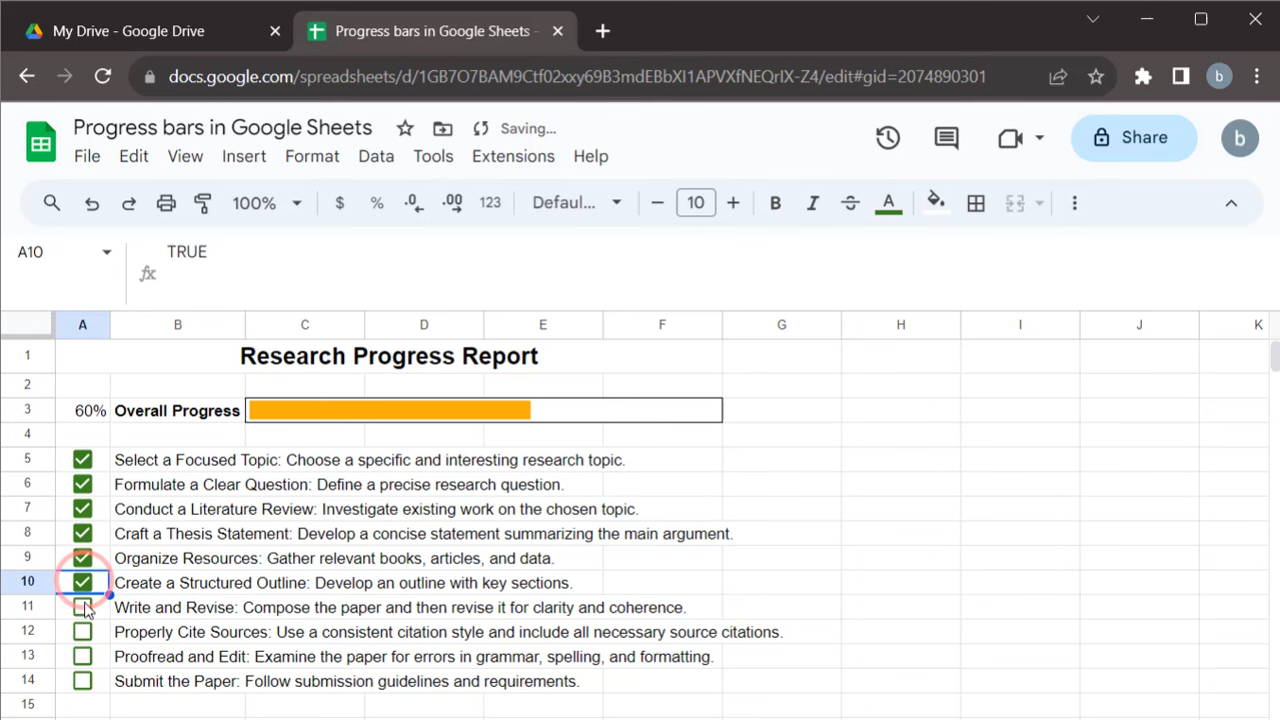 My Drive - Google Drive
Progress bars in Google Sheets -
docs.google.com/spreadsheets/d/1GB7O7BAM9Ctf02xxy69B3mdEBbXI1APVXfNEQrIX-Z4/edit#gid=2074890301
b
Progress bars in Google Sheets
Saving...
File Edit View Insert Format Data Tools Extensions Help
Share
b
100% $ % .0 .00 123 Defaul... − 10 + B I S A
A10
TRUE
fx
A B C D E F G H I J K
1 Research Progress Report
2
3 60% Overall Progress
4
5 Select a Focused Topic: Choose a specific and interesting research topic.
6 Formulate a Clear Question: Define a precise research question.
7 Conduct a Literature Review: Investigate existing work on the chosen topic.
8 Craft a Thesis Statement: Develop a concise statement summarizing the main argument.
9 Organize Resources: Gather relevant books, articles, and data.
10 Create a Structured Outline: Develop an outline with key sections.
11 Write and Revise: Compose the paper and then revise it for clarity and coherence.
12 Properly Cite Sources: Use a consistent citation style and include all necessary source citations.
13 Proofread and Edit: Examine the paper for errors in grammar, spelling, and formatting.
14 Submit the Paper: Follow submission guidelines and requirements.
15